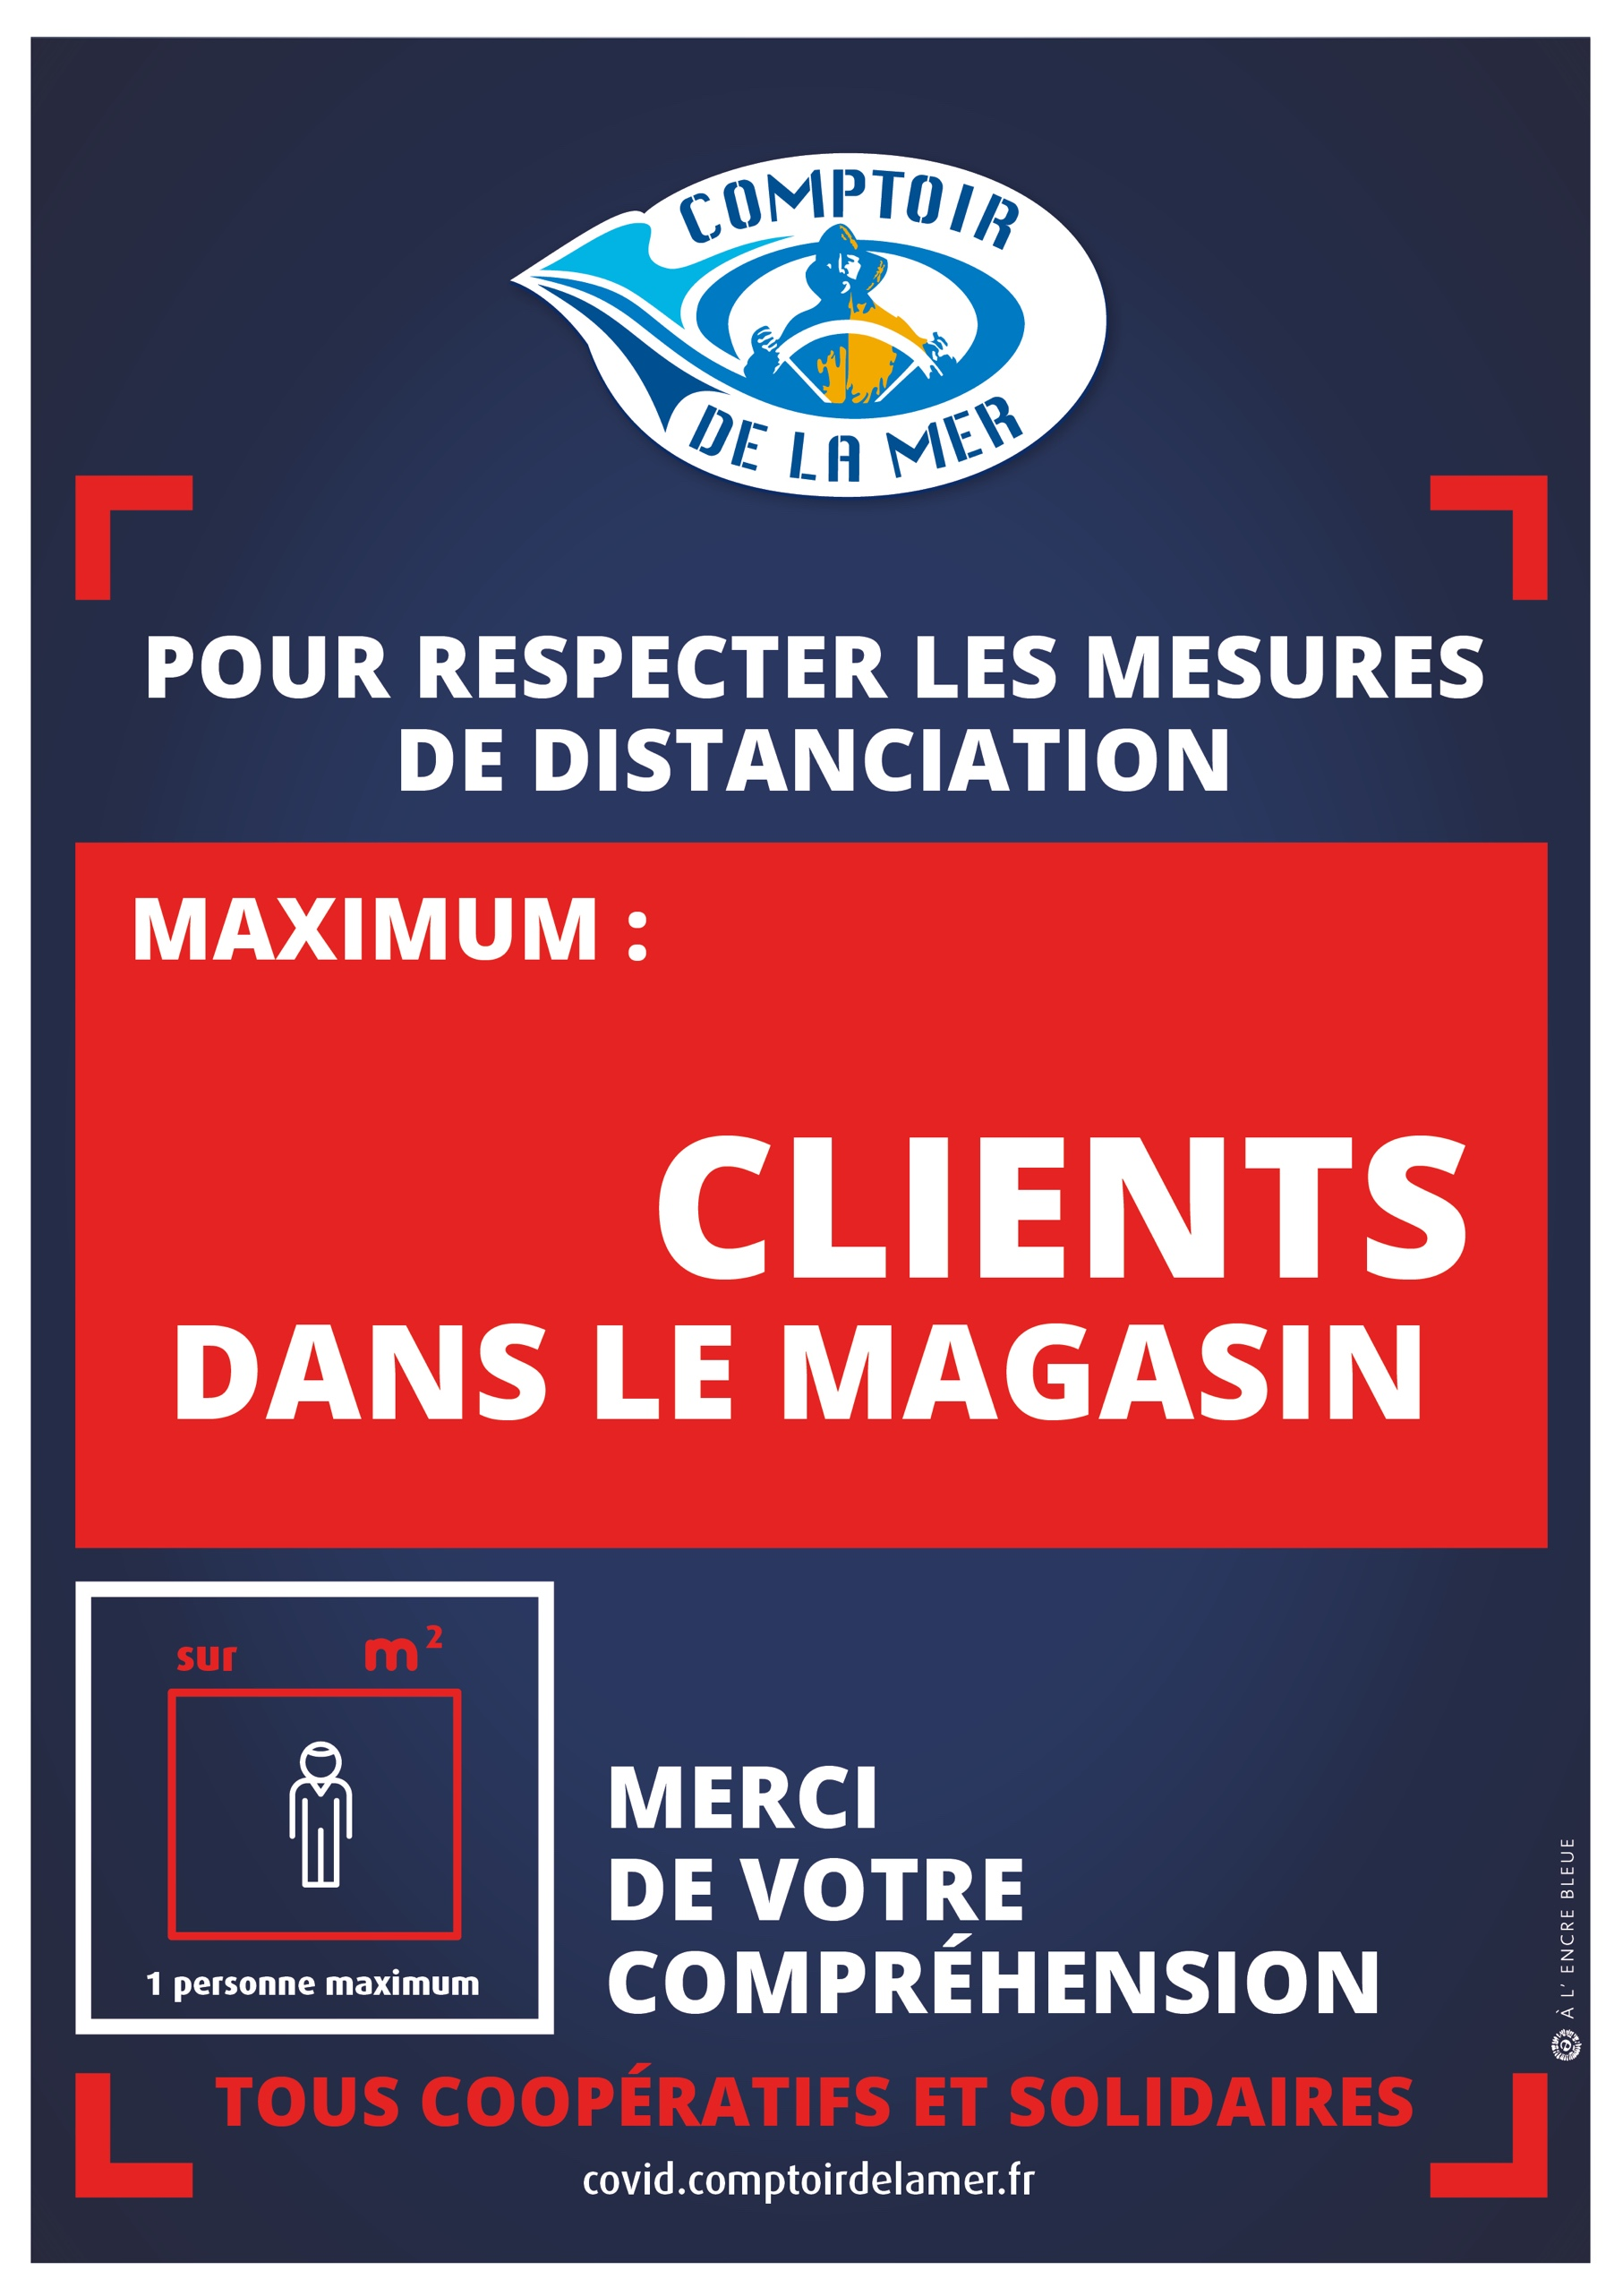 COMPTOIR
DE LA MER
POUR RESPECTER LES MESURES
DE DISTANCIATION
MAXIMUM :
CLIENTS
DANS LE MAGASIN
sur m²
1 personne maximum
MERCI
DE VOTRE
COMPRÉHENSION
À L' ENCRE BLEUE
TOUS COOPÉRATIFS ET SOLIDAIRES
covid.comptoirdelamer.fr